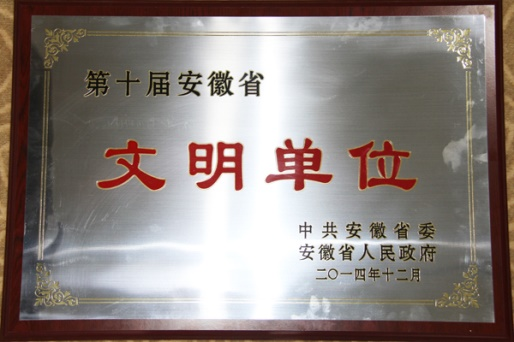 第十届安徽省
文明单位
中共安徽省委
安徽省人民政府
二〇一四年十二月